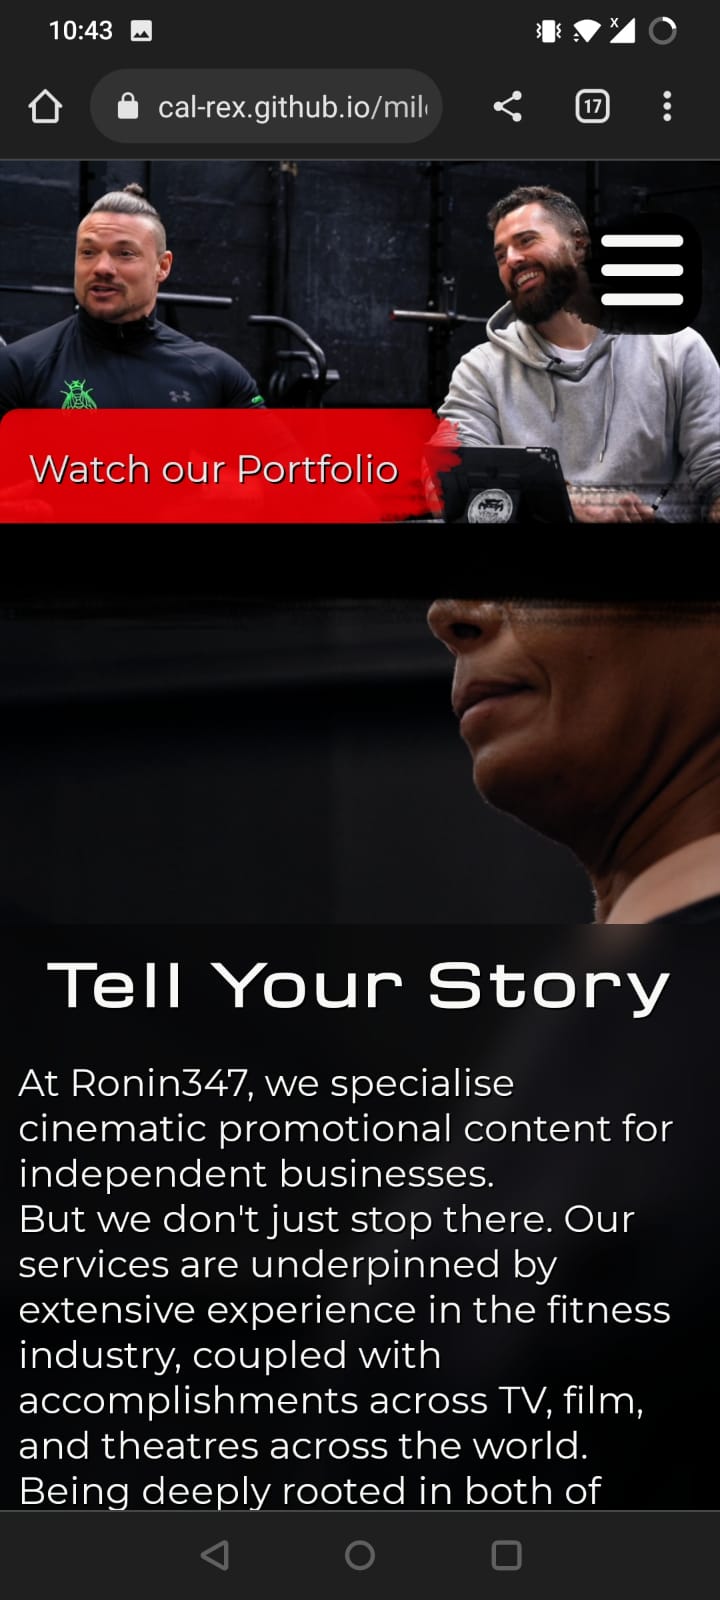 10:43
cal-rex.github.io/mil
17
Watch our Portfolio
Tell Your Story
At Ronin347, we specialise
cinematic promotional content for
independent businesses.
But we don't just stop there. Our
services are underpinned by
extensive experience in the fitness
industry, coupled with
accomplishments across TV, film,
and theatres across the world.
Being deeply rooted in both of